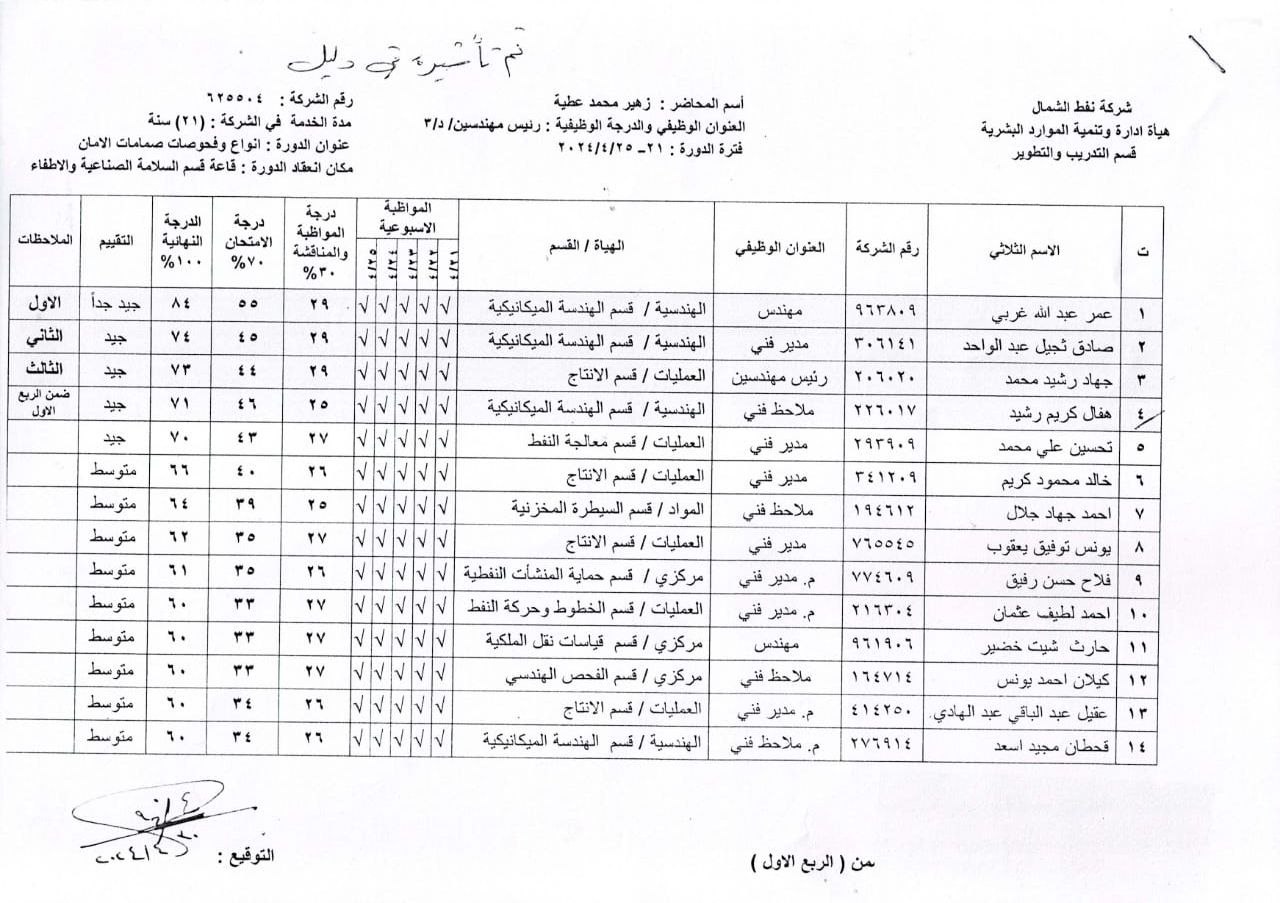 تم تأشيره في دليل
شركة نفط الشمال
هيأة ادارة وتنمية الموارد البشرية
قسم التدريب والتطوير
أسم المحاضر : زهير محمد عطية
العنوان الوظيفي والدرجة الوظيفية : رئيس مهندسين/ د/٣
فترة الدورة : ٢١-٢٠٢٤/٤/٢٥
رقم الشركة : ٦٢٥٥٠٤
مدة الخدمة في الشركة : (٢١) سنة
عنوان الدورة : انواع وفحوصات صمامات الامان
مكان انعقاد الدورة : قاعة قسم السلامة الصناعية والاطفاء
ت الاسم الثلاثي رقم الشركة العنوان الوظيفي الهيأة / القسم المواظبة الاسبوعية ٤/٢١ ٤/٢٢ ٤/٢٣ ٤/٢٤ ٤/٢٥ درجة المواظبة والمناقشة ٣٠% درجة الامتحان ٧٠% الدرجة النهائية ١٠٠% التقييم الملاحظات
١ عمر عبد الله غربي ٩٦٣٨٠٩ مهندس الهندسية / قسم الهندسة الميكانيكية √ √ √ √ √ ٢٩ ٥٥ ٨٤ جيد جداً الاول
٢ صادق ثجيل عبد الواحد ٣٠٦١٤١ مدير فني الهندسية / قسم الهندسة الميكانيكية √ √ √ √ √ ٢٩ ٤٥ ٧٤ جيد الثاني
٣ جهاد رشيد محمد ٢٠٦٠٢٠ رئيس مهندسين العمليات / قسم الانتاج √ √ √ √ √ ٢٩ ٤٤ ٧٣ جيد الثالث
٤ هفال كريم رشيد ٢٢٦٠١٧ ملاحظ فني الهندسية / قسم الهندسة الميكانيكية √ √ √ √ √ ٢٥ ٤٦ ٧١ جيد ضمن الربع الاول
٥ تحسين علي محمد ٢٩٣٩٠٩ مدير فني العمليات / قسم معالجة النفط √ √ √ √ √ ٢٧ ٤٣ ٧٠ جيد
٦ خالد محمود كريم ٣٤١٢٠٩ مدير فني العمليات / قسم الانتاج √ √ √ √ √ ٢٦ ٤٠ ٦٦ متوسط
٧ احمد جهاد جلال ١٩٤٦١٢ ملاحظ فني المواد / قسم السيطرة المخزنية √ √ √ √ √ ٢٥ ٣٩ ٦٤ متوسط
٨ يونس توفيق يعقوب ٧٦٥٥٤٥ مدير فني العمليات / قسم الانتاج √ √ √ √ √ ٢٧ ٣٥ ٦٢ متوسط
٩ فلاح حسن رفيق ٧٧٤٦٠٩ م. مدير فني مركزي / قسم حماية المنشأت النفطية √ √ √ √ √ ٢٦ ٣٥ ٦١ متوسط
١٠ احمد لطيف عثمان ٢١٦٣٠٤ م. مدير فني العمليات / قسم الخطوط وحركة النفط √ √ √ √ √ ٢٧ ٣٣ ٦٠ متوسط
١١ حارث شيت خضير ٩٦١٩٠٦ مهندس مركزي / قسم قياسات نقل الملكية √ √ √ √ √ ٢٧ ٣٣ ٦٠ متوسط
١٢ كيلان احمد يونس ١٦٤٧١٤ ملاحظ فني مركزي / قسم الفحص الهندسي √ √ √ √ √ ٢٧ ٣٣ ٦٠ متوسط
١٣ عقيل عبد الباقي عبد الهادي ٤١٤٢٥٠ م. مدير فني العمليات / قسم الانتاج √ √ √ √ √ ٢٦ ٣٤ ٦٠ متوسط
١٤ قحطان مجيد اسعد ٢٧٦٩١٤ م. ملاحظ فني الهندسية / قسم الهندسة الميكانيكية √ √ √ √ √ ٢٦ ٣٤ ٦٠ متوسط
من ( الربع الاول )
التوقيع :
٢٠٢٤/٤/٣٠